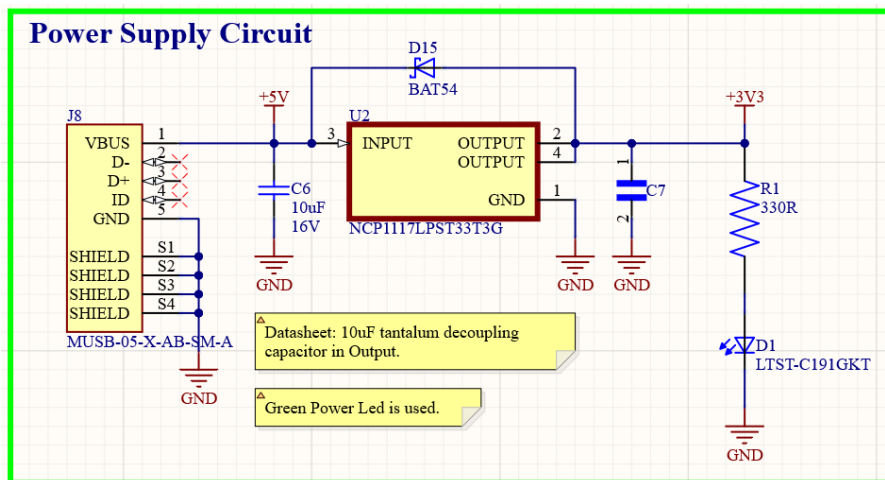 Power Supply Circuit
D15
BAT54
+5V
+3V3
J8
U2
VBUS 1
D- 2
D+ 3
ID 4
GND 5
SHIELD S1
SHIELD S2
SHIELD S3
SHIELD S4
MUSB-05-X-AB-SM-A
GND
C6
10uF
16V
GND
3 INPUT
OUTPUT 2
OUTPUT 4
GND 1
NCP1117LPST33T3G
GND
1
C7
2
GND
R1
330R
D1
LTST-C191GKT
GND
Datasheet: 10uF tantalum decoupling
capacitor in Output.
Green Power Led is used.